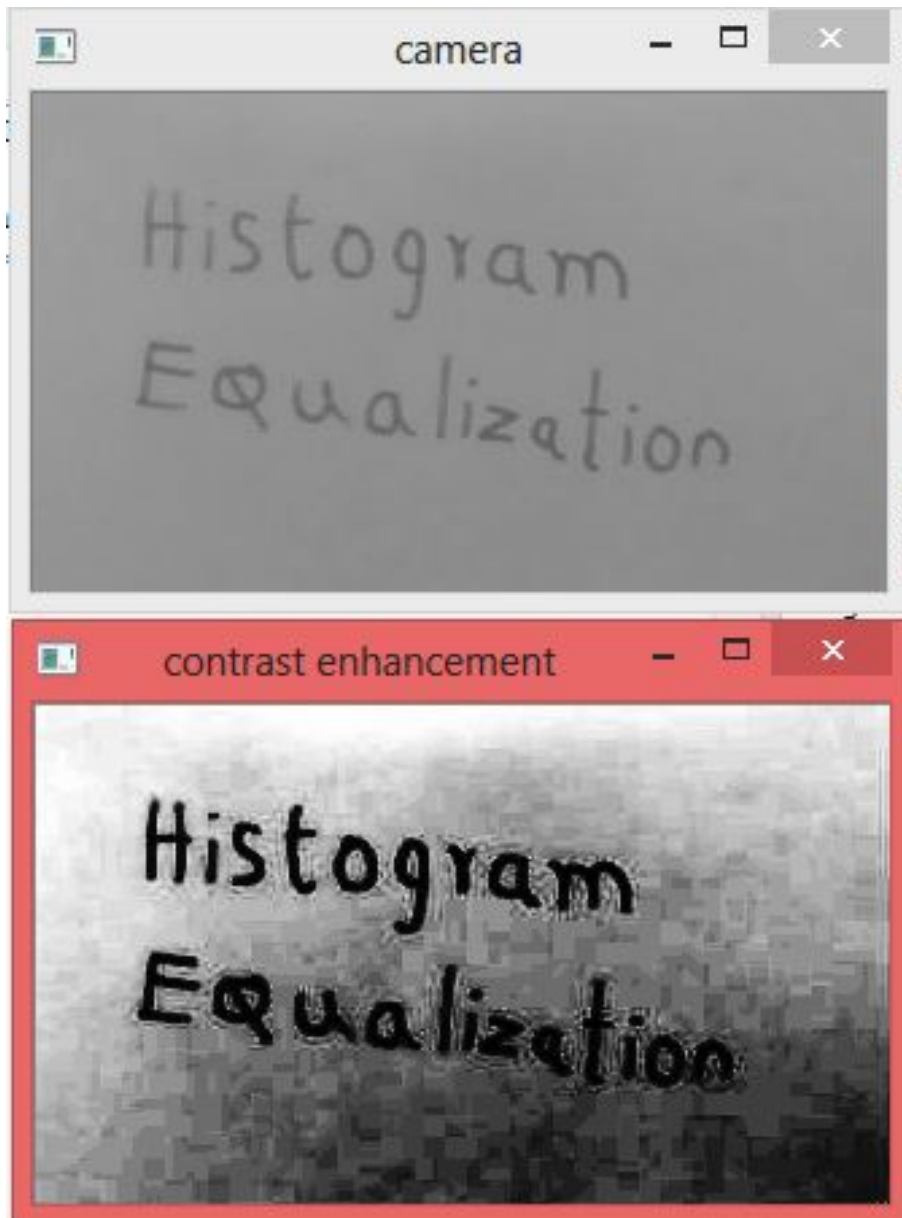 camera
Histogram
Equalization
contrast enhancement
Histogram
Equalization